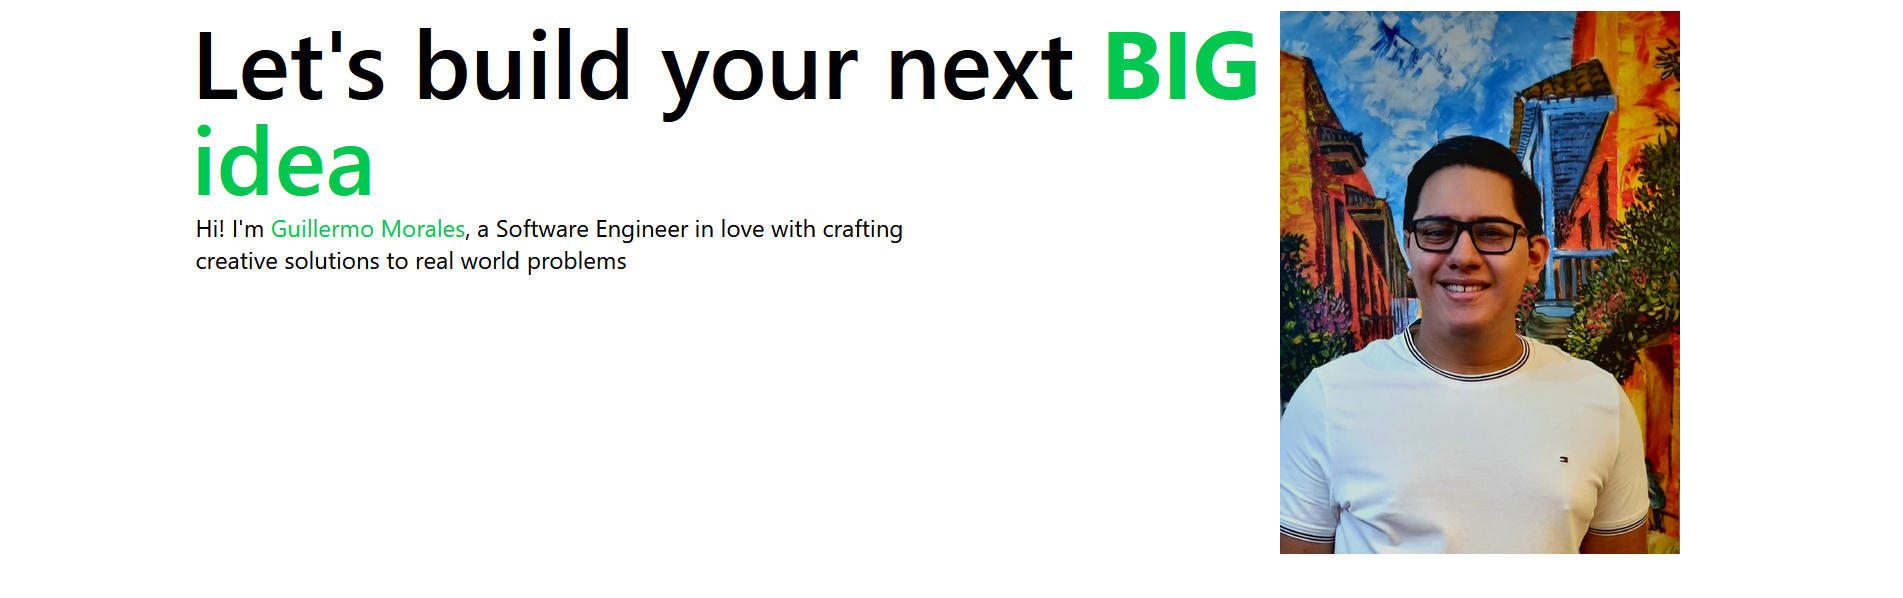 Let's build your next BIG
idea
Hi! I'm Guillermo Morales, a Software Engineer in love with crafting
creative solutions to real world problems